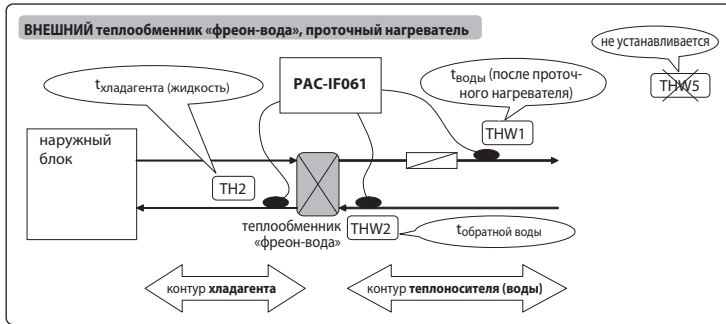 ВНЕШНИЙ теплообменник «фреон-вода», проточный нагреватель
не устанавливается
THW5
tхладагента (жидкость)
PAC-IF061
tводы (после проточ-
ного нагревателя)
THW1
наружный
блок
TH2
теплообменник
«фреон-вода»
THW2
tобратной воды
контур хладагента
контур теплоносителя (воды)